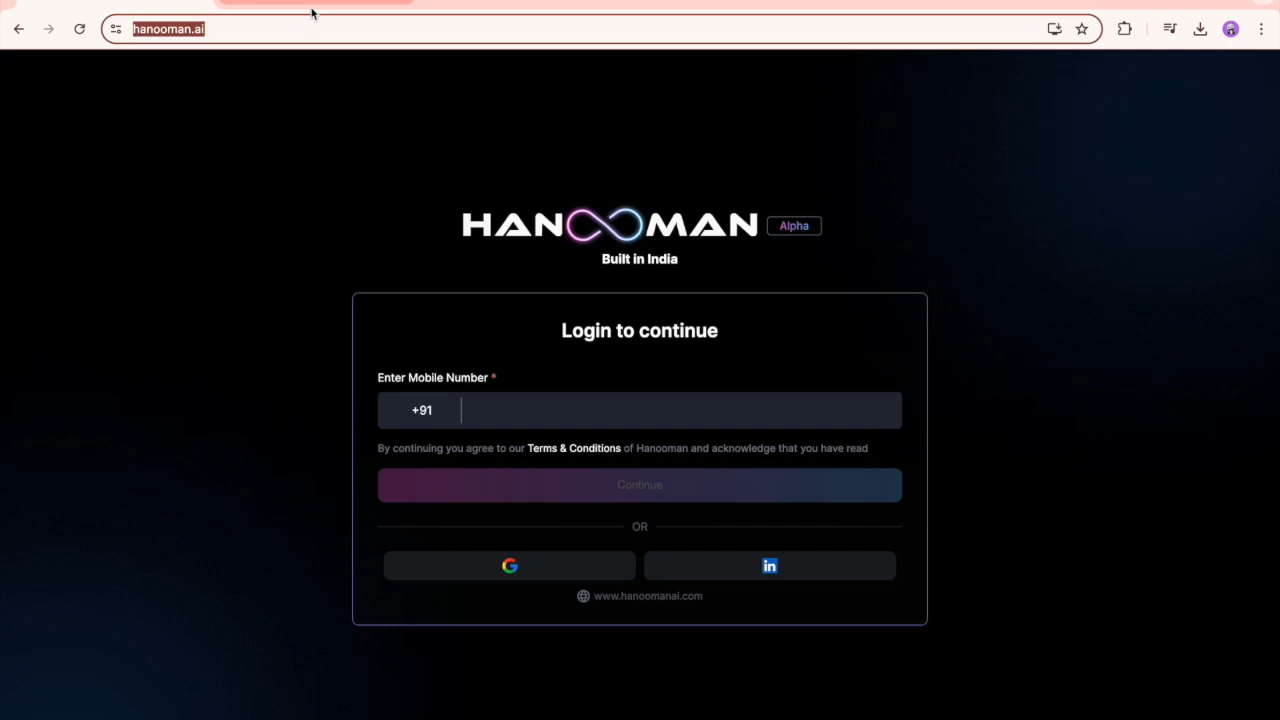 hanooman.ai
HANOOMAN Alpha
Built in India
Login to continue
Enter Mobile Number *
+91
By continuing you agree to our Terms & Conditions of Hanooman and acknowledge that you have read
Continue
OR
G in
www.hanoomanai.com